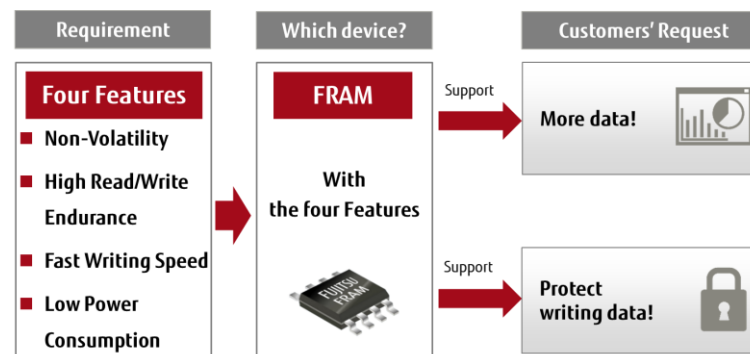 Requirement
Four Features
Non-Volatility
High Read/Write
Endurance
Fast Writing Speed
Low Power
Consumption
Which device?
FRAM
With
the four Features
FUJITSU
FRAM
Customers' Request
Support
More data!
Support
Protect
writing data!